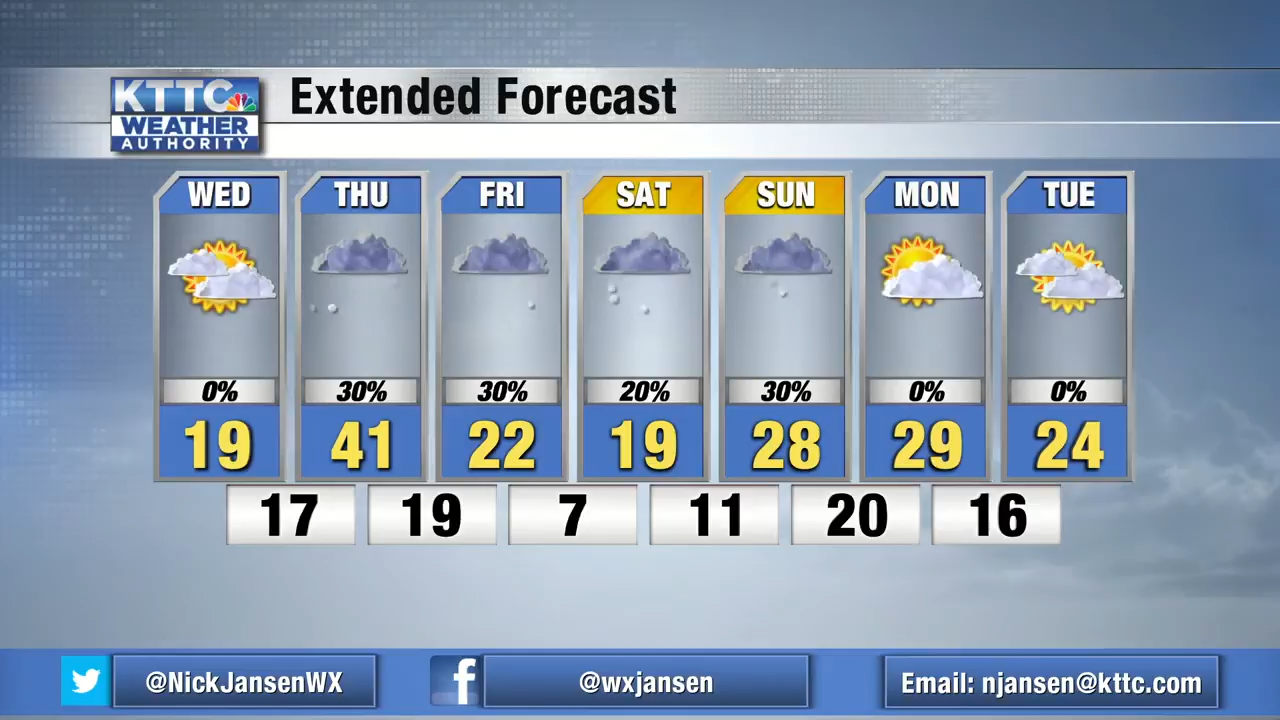 KTTC
WEATHER
AUTHORITY
Extended Forecast
WED THU FRI SAT SUN MON TUE
0% 30% 30% 20% 30% 0% 0%
19 41 22 19 28 29 24
17 19 7 11 20 16
@NickJansenWX
f @wxjansen
Email: njansen@kttc.com